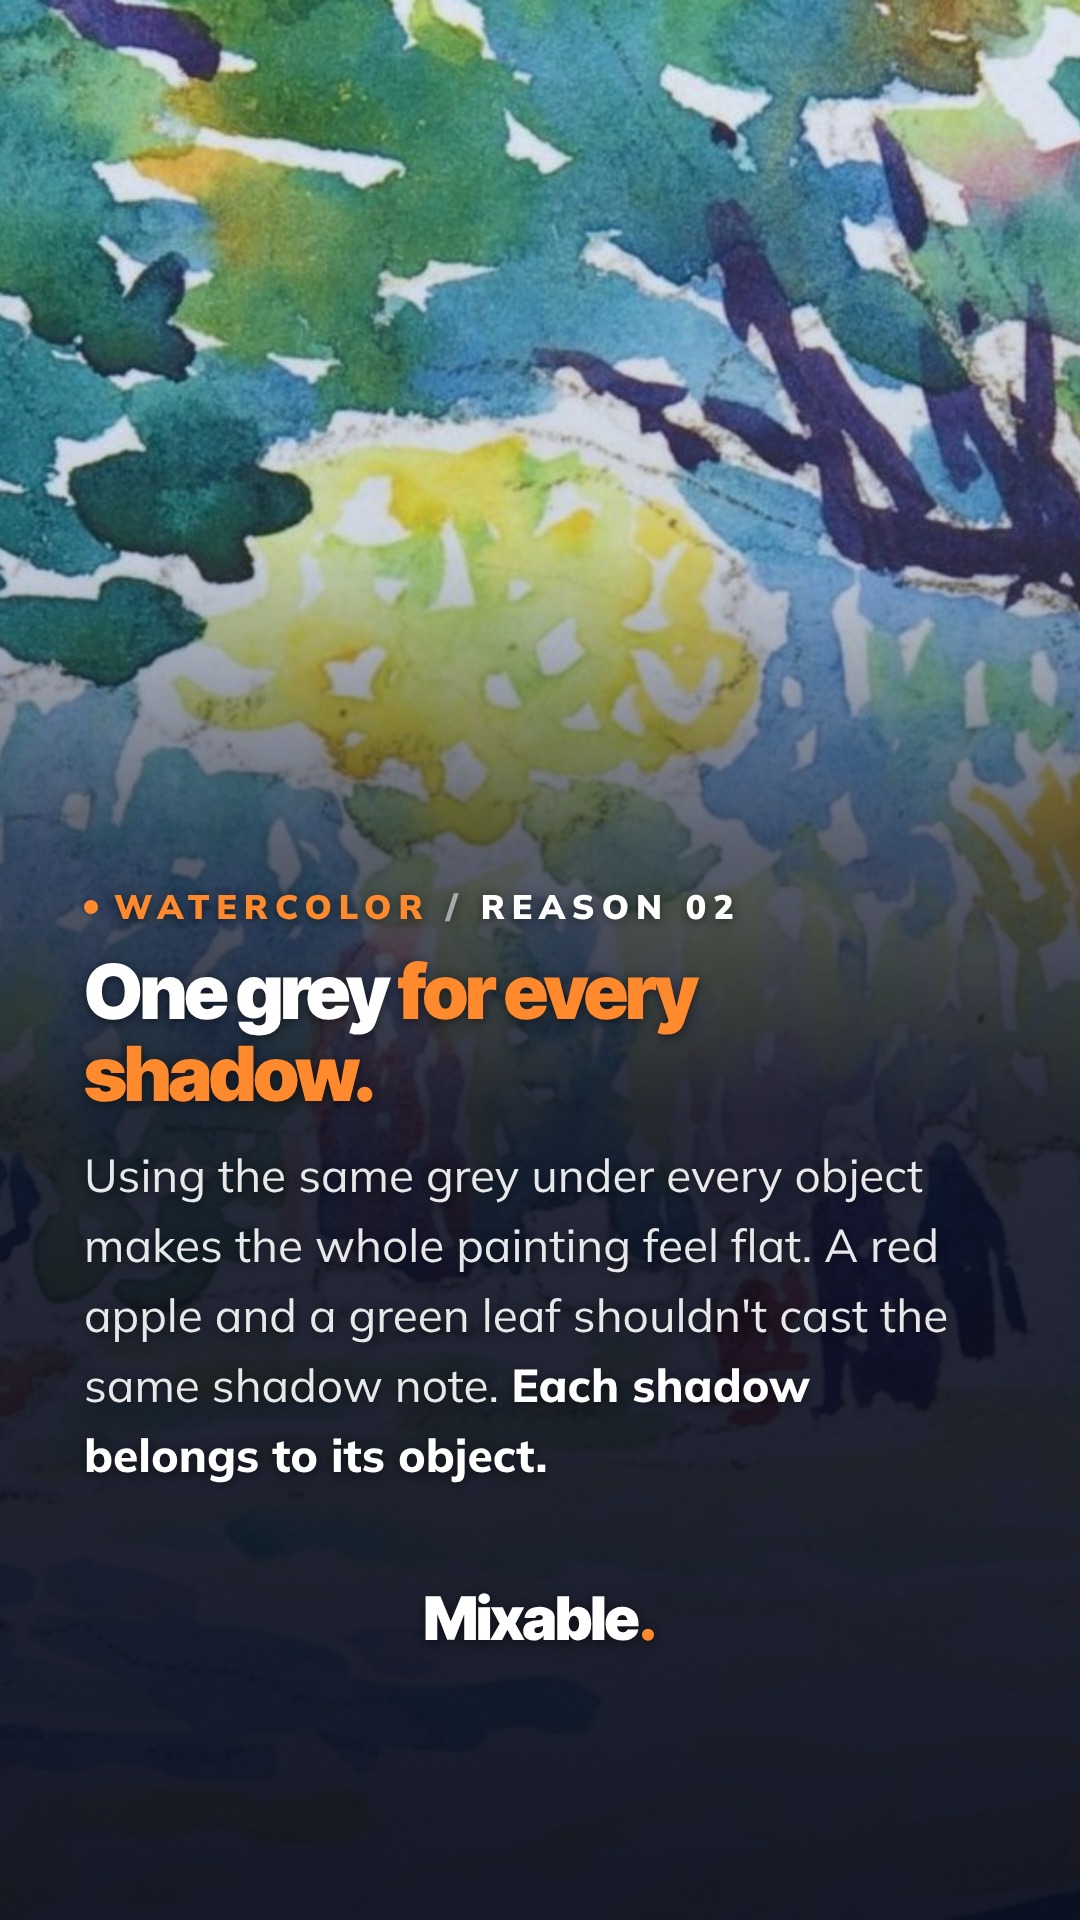 • WATERCOLOR / REASON 02
One grey for every
shadow.
Using the same grey under every object
makes the whole painting feel flat. A red
apple and a green leaf shouldn't cast the
same shadow note. Each shadow
belongs to its object.
Mixable.